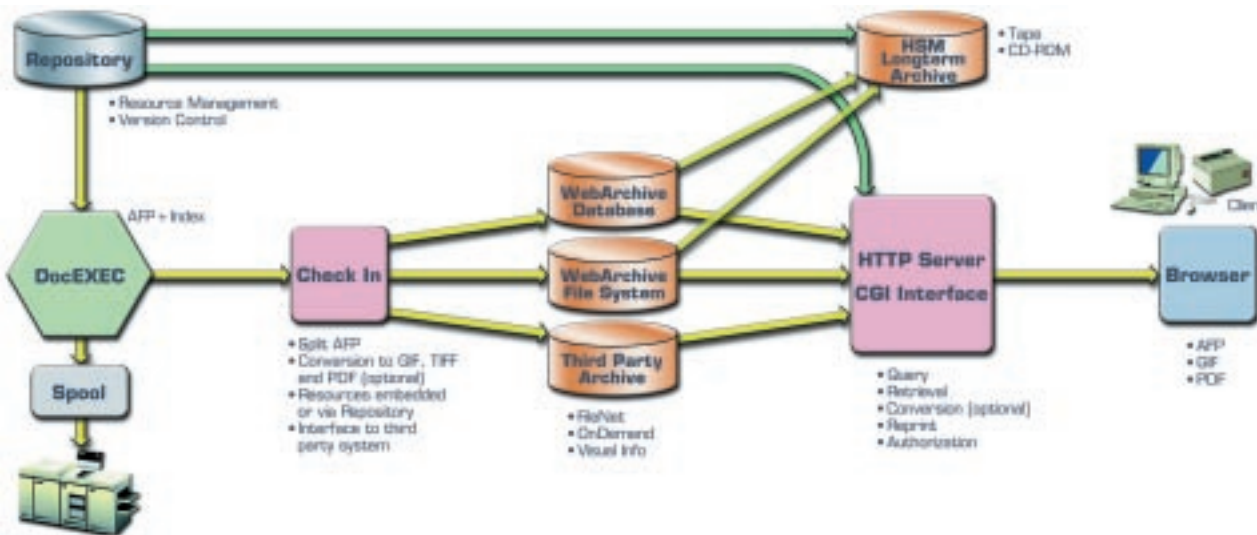 Repository
• Resource Management
• Version Control
HSM
Longterm
Archive
• Tape
• CD-ROM
AFP + Index
DocEXEC
Spool
Check In
• Split AFP
• Conversion to GIF, TIFF
and PDF (optional)
• Resources embedded
or via Repository
• Interface to third
party system
WebArchive
Database
WebArchive
File System
Third Party
Archive
• FileNet
• OnDemand
• Visual Info
HTTP Server
CGI Interface
• Query
• Retrieval
• Conversion (optional)
• Reprint
• Authorization
Client
Browser
• AFP
• GIF
• PDF